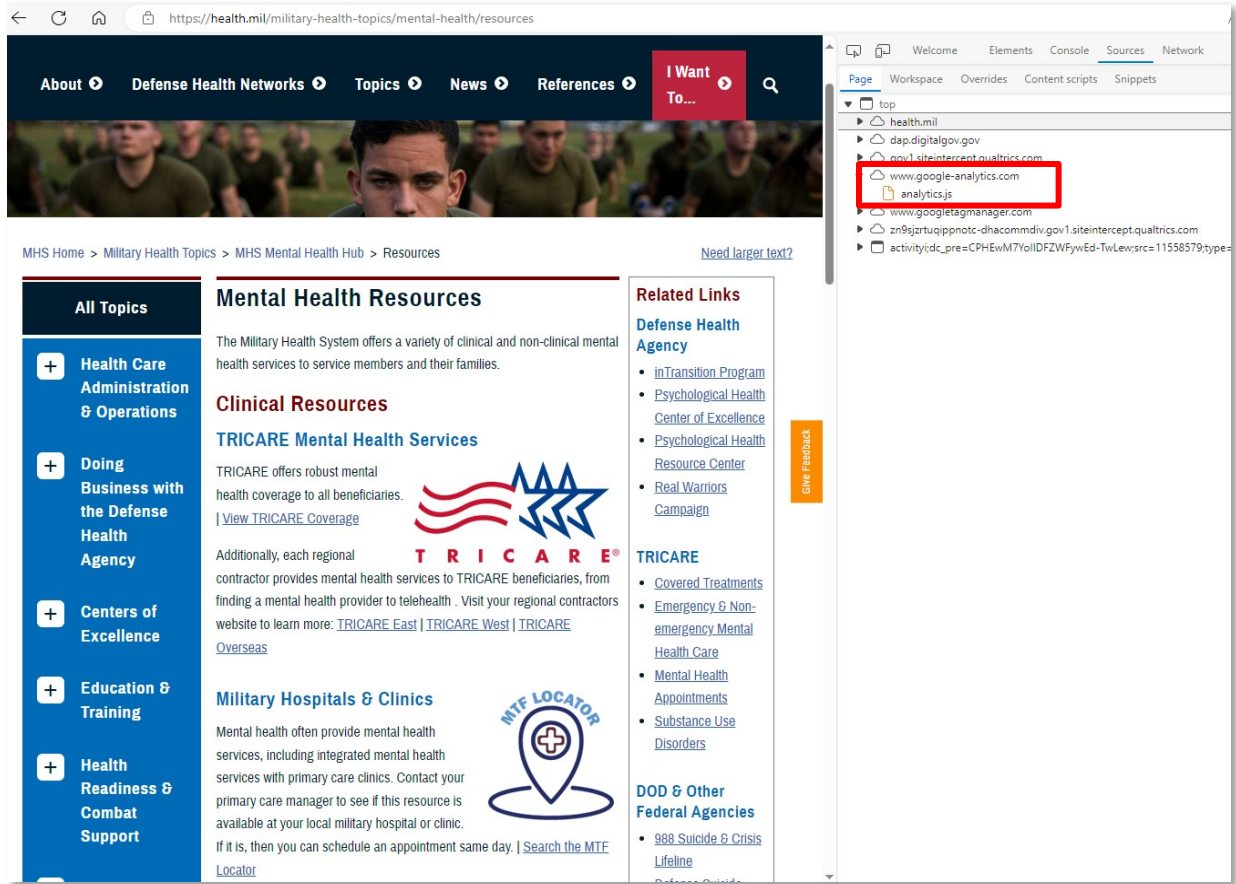 https://health.mil/military-health-topics/mental-health/resources
About
Defense Health Networks
Topics
News
References
I Want
To...
MHS Home > Military Health Topics > MHS Mental Health Hub > Resources
Need larger text?
All Topics
Health Care
Administration
& Operations
Doing
Business with
the Defense
Health
Agency
Centers of
Excellence
Education &
Training
Health
Readiness &
Combat
Support
Mental Health Resources
The Military Health System offers a variety of clinical and non-clinical mental
health services to service members and their families.
Clinical Resources
TRICARE Mental Health Services
TRICARE offers robust mental
health coverage to all beneficiaries.
| View TRICARE Coverage
TRICARE®
Additionally, each regional
contractor provides mental health services to TRICARE beneficiaries, from
finding a mental health provider to telehealth . Visit your regional contractors
website to learn more: TRICARE East | TRICARE West | TRICARE
Overseas
Military Hospitals & Clinics
MTF LOCATOR
Mental health often provide mental health
services, including integrated mental health
services with primary care clinics. Contact your
primary care manager to see if this resource is
available at your local military hospital or clinic.
If it is, then you can schedule an appointment same day. | Search the MTF
Locator
Related Links
Defense Health
Agency
inTransition Program
Psychological Health
Center of Excellence
Psychological Health
Resource Center
Real Warriors
Campaign
TRICARE
Covered Treatments
Emergency & Non-
emergency Mental
Health Care
Mental Health
Appointments
Substance Use
Disorders
DOD & Other
Federal Agencies
988 Suicide & Crisis
Lifeline
Defense Suicide
Give Feedback
Welcome Elements Console Sources Network
Page Workspace Overrides Content scripts Snippets
top
health.mil
dap.digitalgov.gov
gov1.siteintercept.qualtrics.com
www.google-analytics.com
analytics.js
www.googletagmanager.com
zn9sjzrtuqippnotc-dhacommdiv.gov1.siteintercept.qualtrics.com